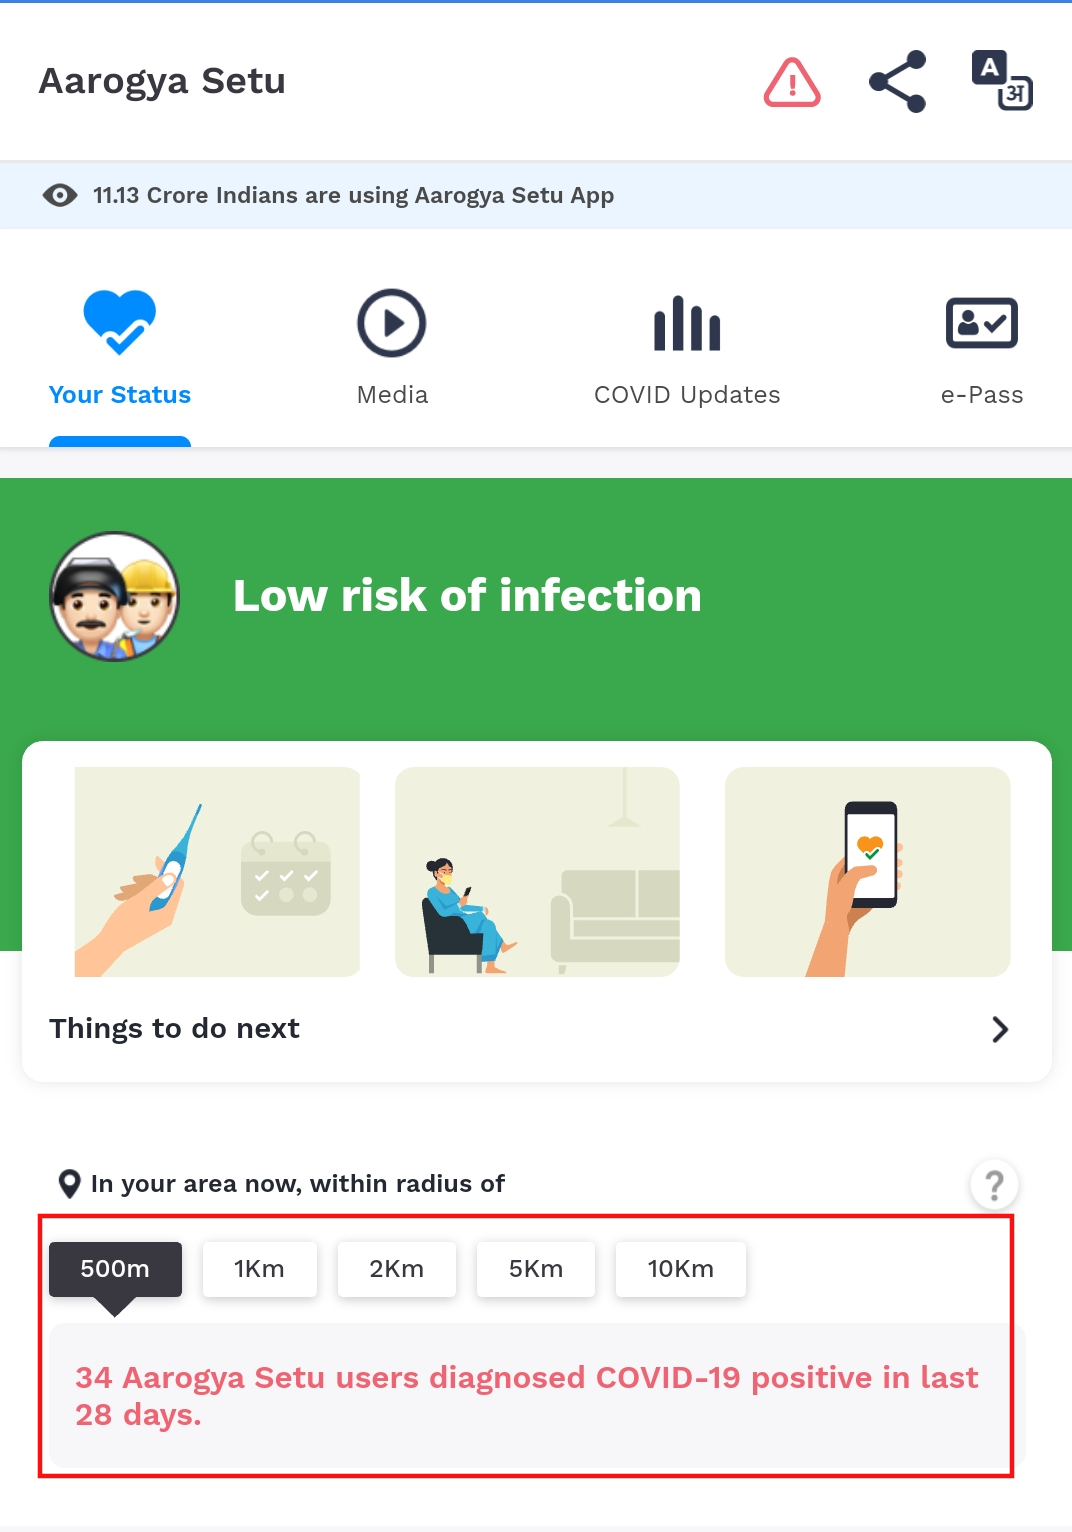 Aarogya Setu
A
अ
11.13 Crore Indians are using Aarogya Setu App
Your Status
Media
COVID Updates
e-Pass
Low risk of infection
Things to do next
In your area now, within radius of
?
500m
1Km
2Km
5Km
10Km
34 Aarogya Setu users diagnosed COVID-19 positive in last
28 days.